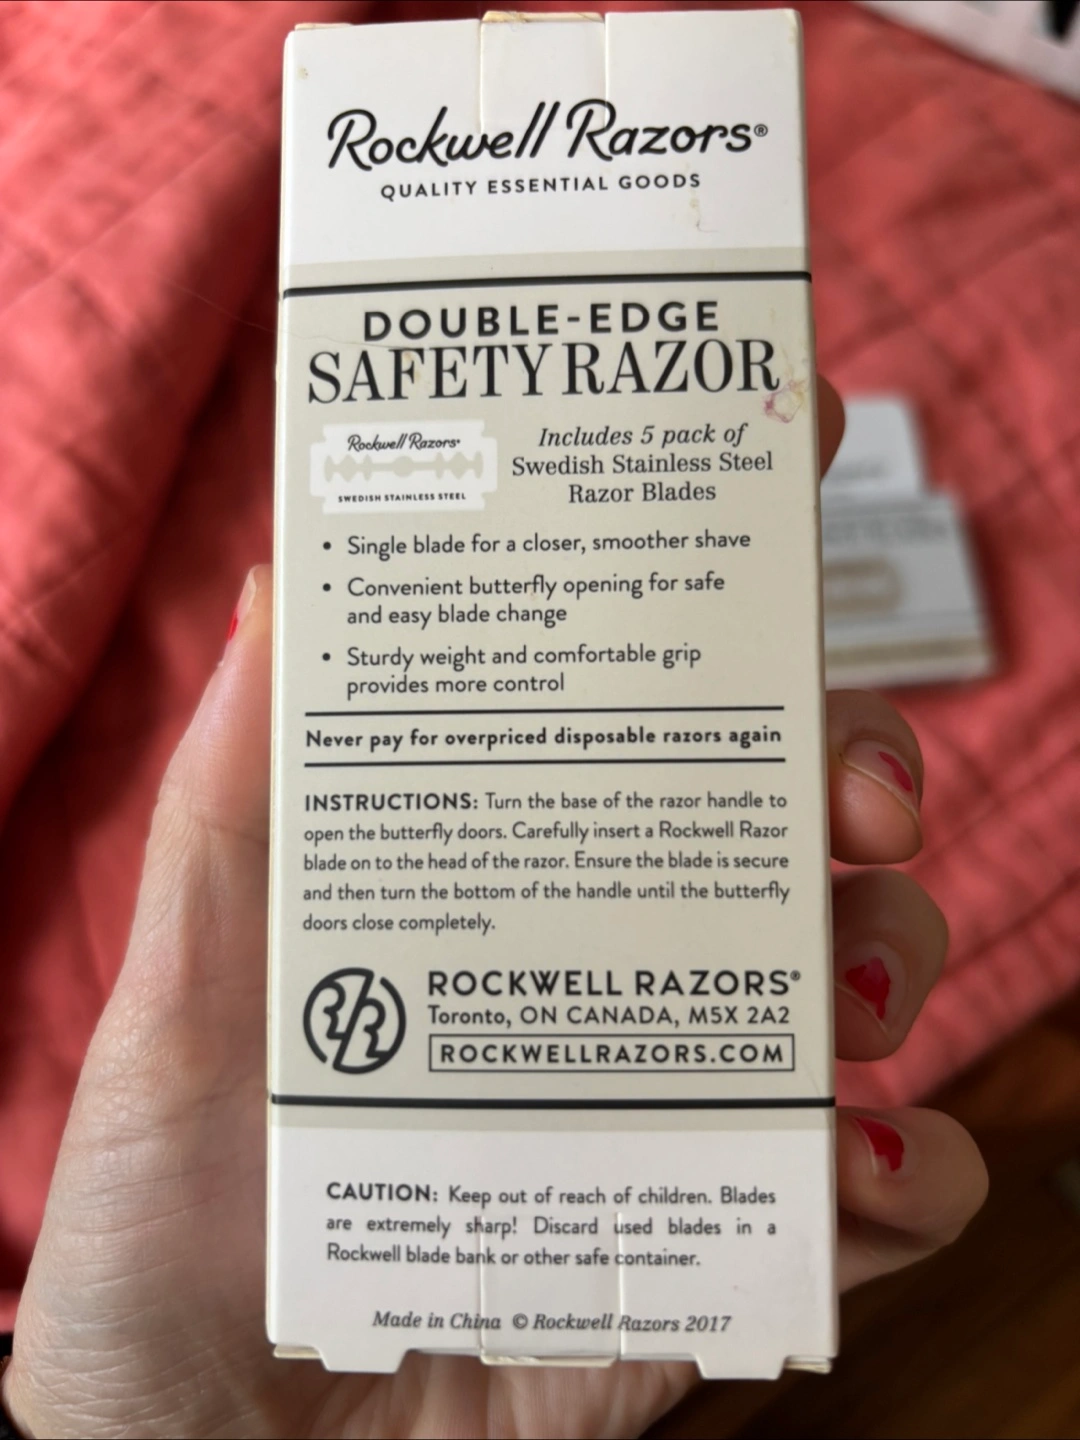 Rockwell Razors®
QUALITY ESSENTIAL GOODS
DOUBLE-EDGE
SAFETY RAZOR
Rockwell Razors®
SWEDISH STAINLESS STEEL
Includes 5 pack of
Swedish Stainless Steel
Razor Blades
• Single blade for a closer, smoother shave
• Convenient butterfly opening for safe
and easy blade change
• Sturdy weight and comfortable grip
provides more control
Never pay for overpriced disposable razors again
INSTRUCTIONS: Turn the base of the razor handle to
open the butterfly doors. Carefully insert a Rockwell Razor
blade on to the head of the razor. Ensure the blade is secure
and then turn the bottom of the handle until the butterfly
doors close completely.
ROCKWELL RAZORS®
Toronto, ON CANADA, M5X 2A2
ROCKWELLRAZORS.COM
CAUTION: Keep out of reach of children. Blades
are extremely sharp! Discard used blades in a
Rockwell blade bank or other safe container.
Made in China © Rockwell Razors 2017